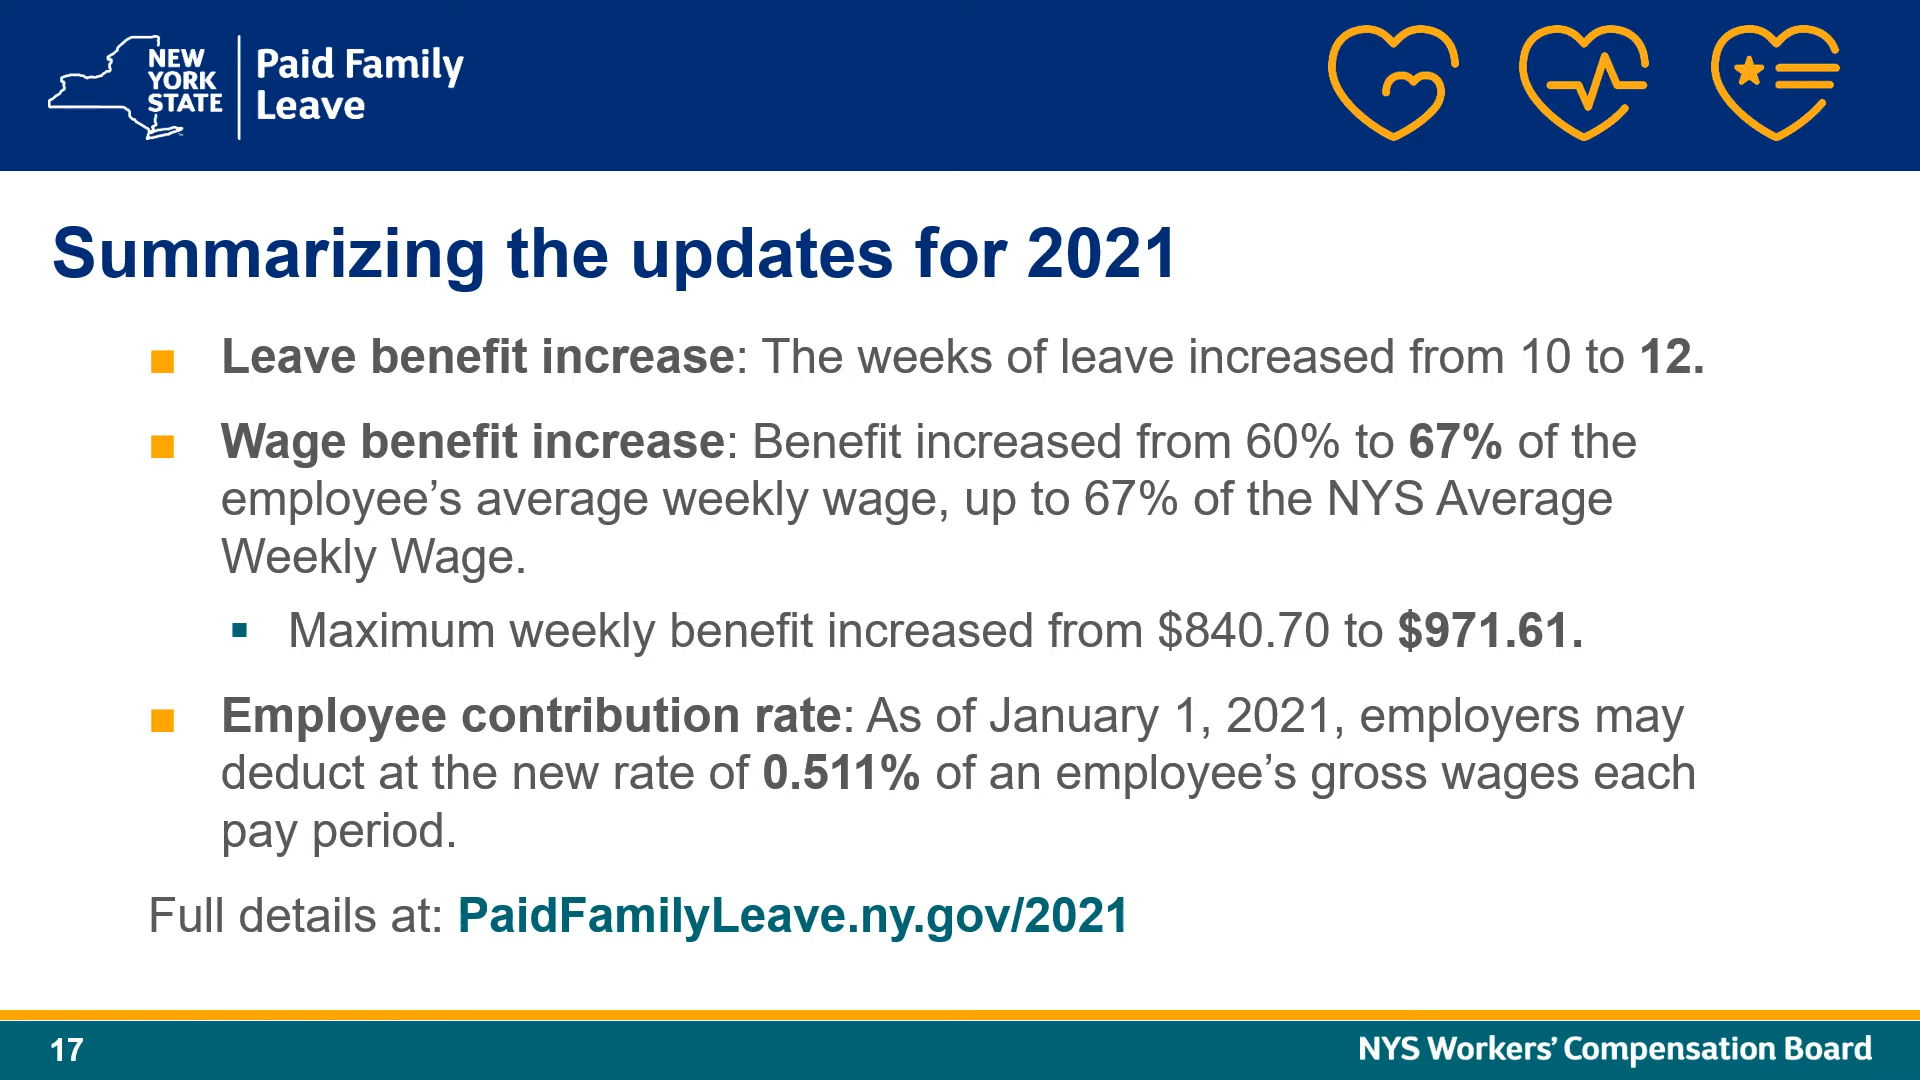 NEW
YORK
STATE
Paid Family
Leave
Summarizing the updates for 2021
■ Leave benefit increase: The weeks of leave increased from 10 to 12.
■ Wage benefit increase: Benefit increased from 60% to 67% of the
employee’s average weekly wage, up to 67% of the NYS Average
Weekly Wage.
▪ Maximum weekly benefit increased from $840.70 to $971.61.
■ Employee contribution rate: As of January 1, 2021, employers may
deduct at the new rate of 0.511% of an employee’s gross wages each
pay period.
Full details at: PaidFamilyLeave.ny.gov/2021
17
NYS Workers’ Compensation Board